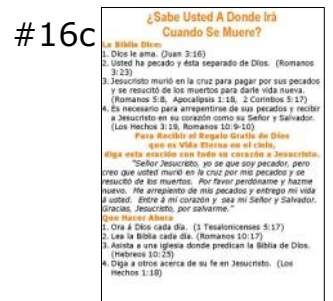 #16c
¿Sabe Usted A Donde Irá
Cuando Se Muere?
La Biblia Dice:
1. Dios le ama. (Juan 3:16)
2. Usted ha pecado y ésta separado de Dios. (Romanos
3:23)
3. Jesucristo murió en la cruz para pagar por sus pecados
y se resucitó de los muertos para darle vida nueva.
(Romanos 5:8, Apocalipsis 1:18, 2 Corintios 5:17)
4. Es necesario para arrepentirse de sus pecados y recibir
a Jesucristo en su corazón como su Señor y Salvador.
(Los Hechos 3:19, Romanos 10:9-10)
Para Recibir el Regalo Gratis de Dios
que es Vida Eterna en el cielo,
diga esta oración con todo su corazón a Jesucristo.
"Señor Jesucristo, yo se que soy pecador, pero
creo que usted murió en la cruz por mis pecados y se
resucitó de los muertos. Por favor perdóname y hazme
nuevo. Me arrepiento de mis pecados y entrego mi vida
á usted. Entre á mi corazón y sea mi Señor y Salvador.
Gracias, Jesucristo, por salvarme."
Que Hacer Ahora
1. Ora á Dios cada día. (1 Tesalonicenses 5:17)
2. Lea la Biblia cada día. (Romanos 10:17)
3. Asista a una iglesia donde predican la Biblia de Dios.
(Hebreos 10:25)
4. Diga a otros acerca de su fe en Jesucristo. (Los
Hechos 1:18)